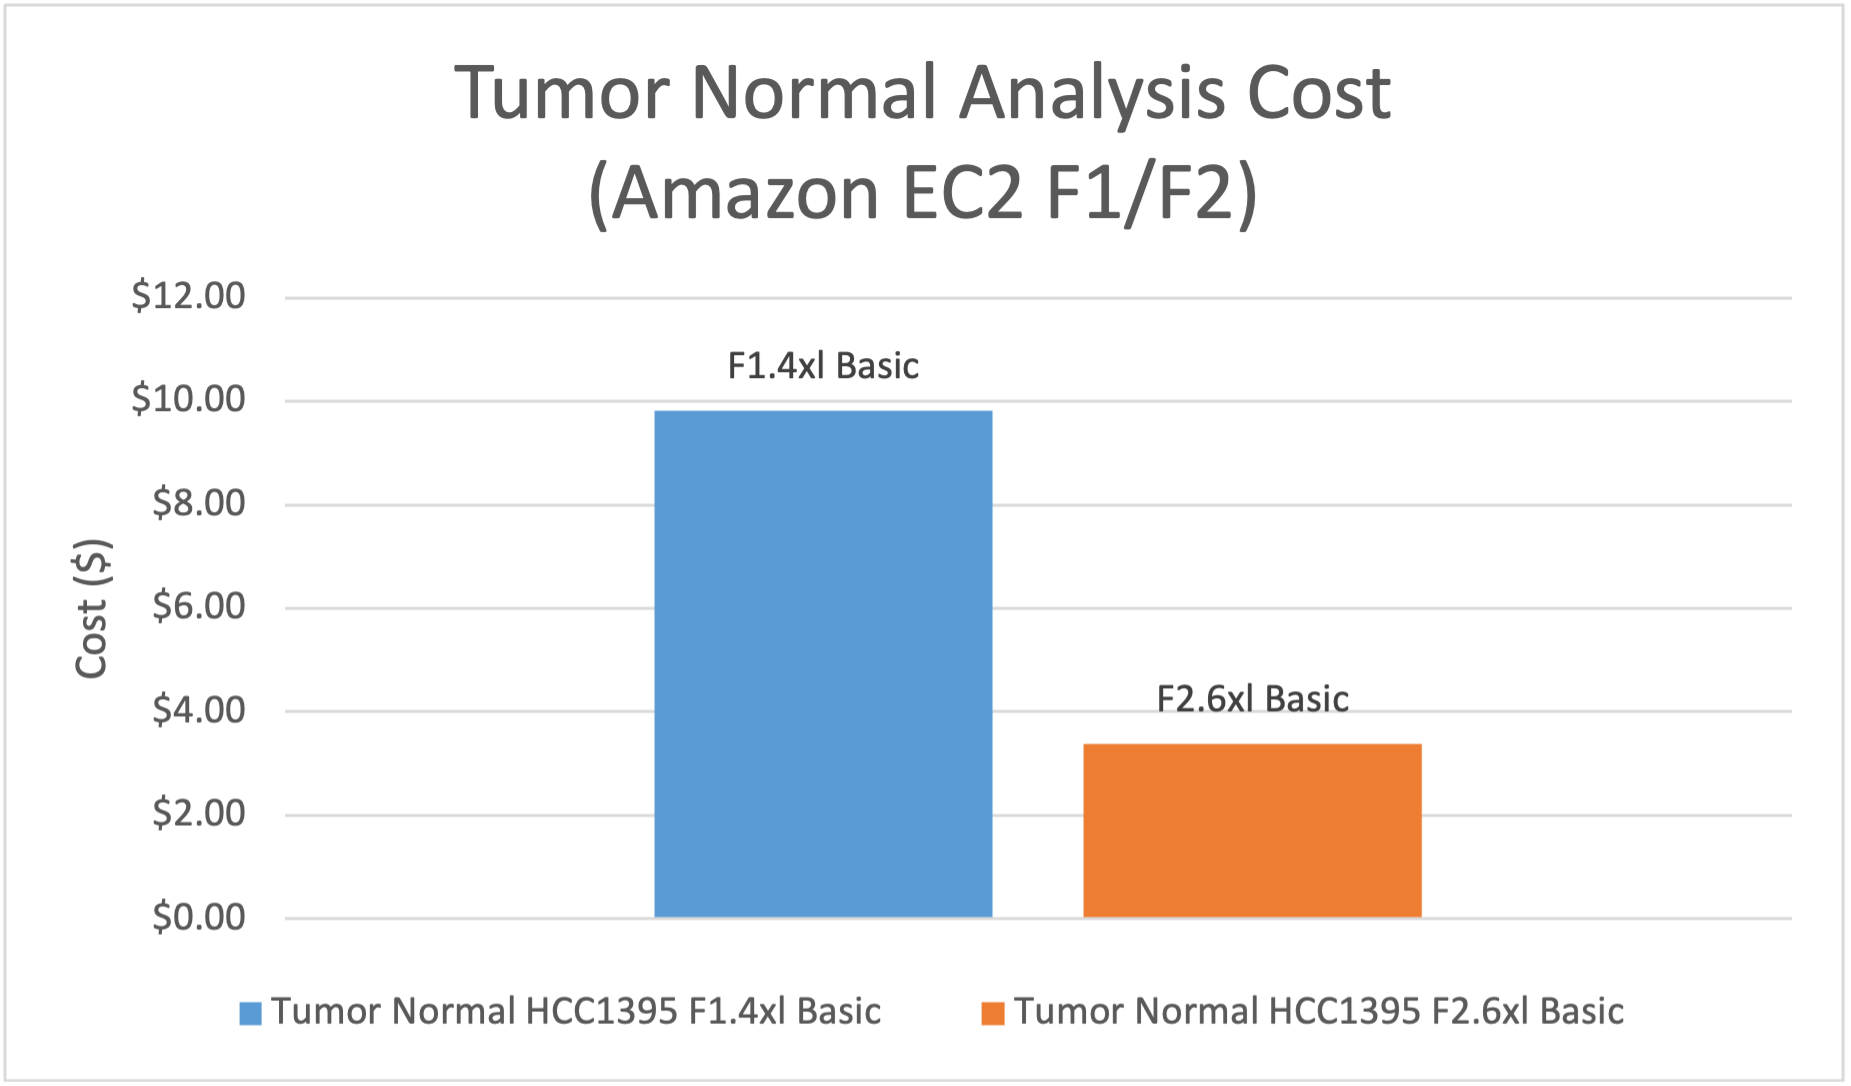 Tumor Normal Analysis Cost
(Amazon EC2 F1/F2)
$12.00
$10.00
$8.00
$6.00
$4.00
$2.00
$0.00
Cost ($)
F1.4xl Basic
F2.6xl Basic
Tumor Normal HCC1395 F1.4xl Basic
Tumor Normal HCC1395 F2.6xl Basic